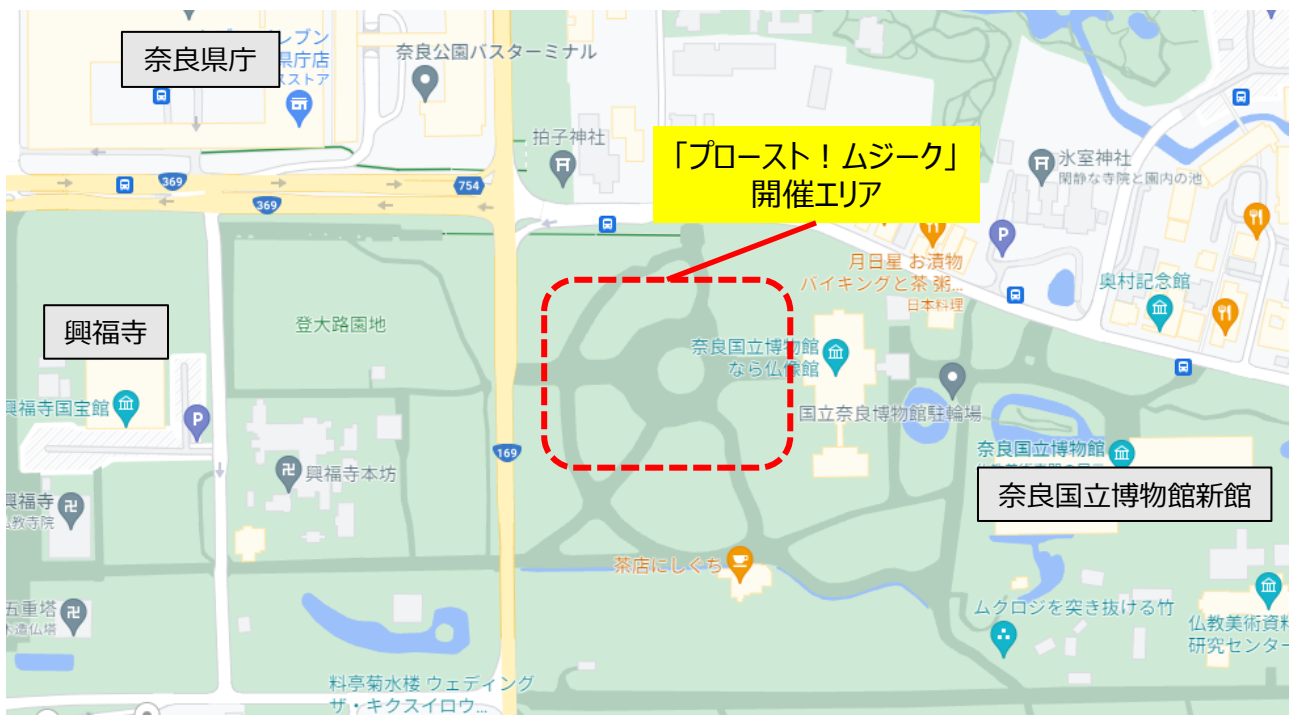 奈良県庁
レブン
県庁店
スストア
奈良公園バスターミナル
拍子神社
「プロースト！ムジーク」
開催エリア
氷室神社
閑静な寺院と園内の池
369
754
369
P
月日星 お漬物
バイキングと茶 粥...
日本料理
奥村記念館
興福寺
登大路園地
奈良国立博物館
なら仏像館
興福寺国宝館
P
国立奈良博物館駐輪場
169
興福寺本坊
奈良国立博物館
奈良国立博物館新館
興福寺
仏教寺院
茶店にしぐち
五重塔
木造仏塔
ムクロジを突き抜ける竹
仏教美術資料
研究センター
料亭菊水楼 ウェディング
ザ・キクスイロウ...